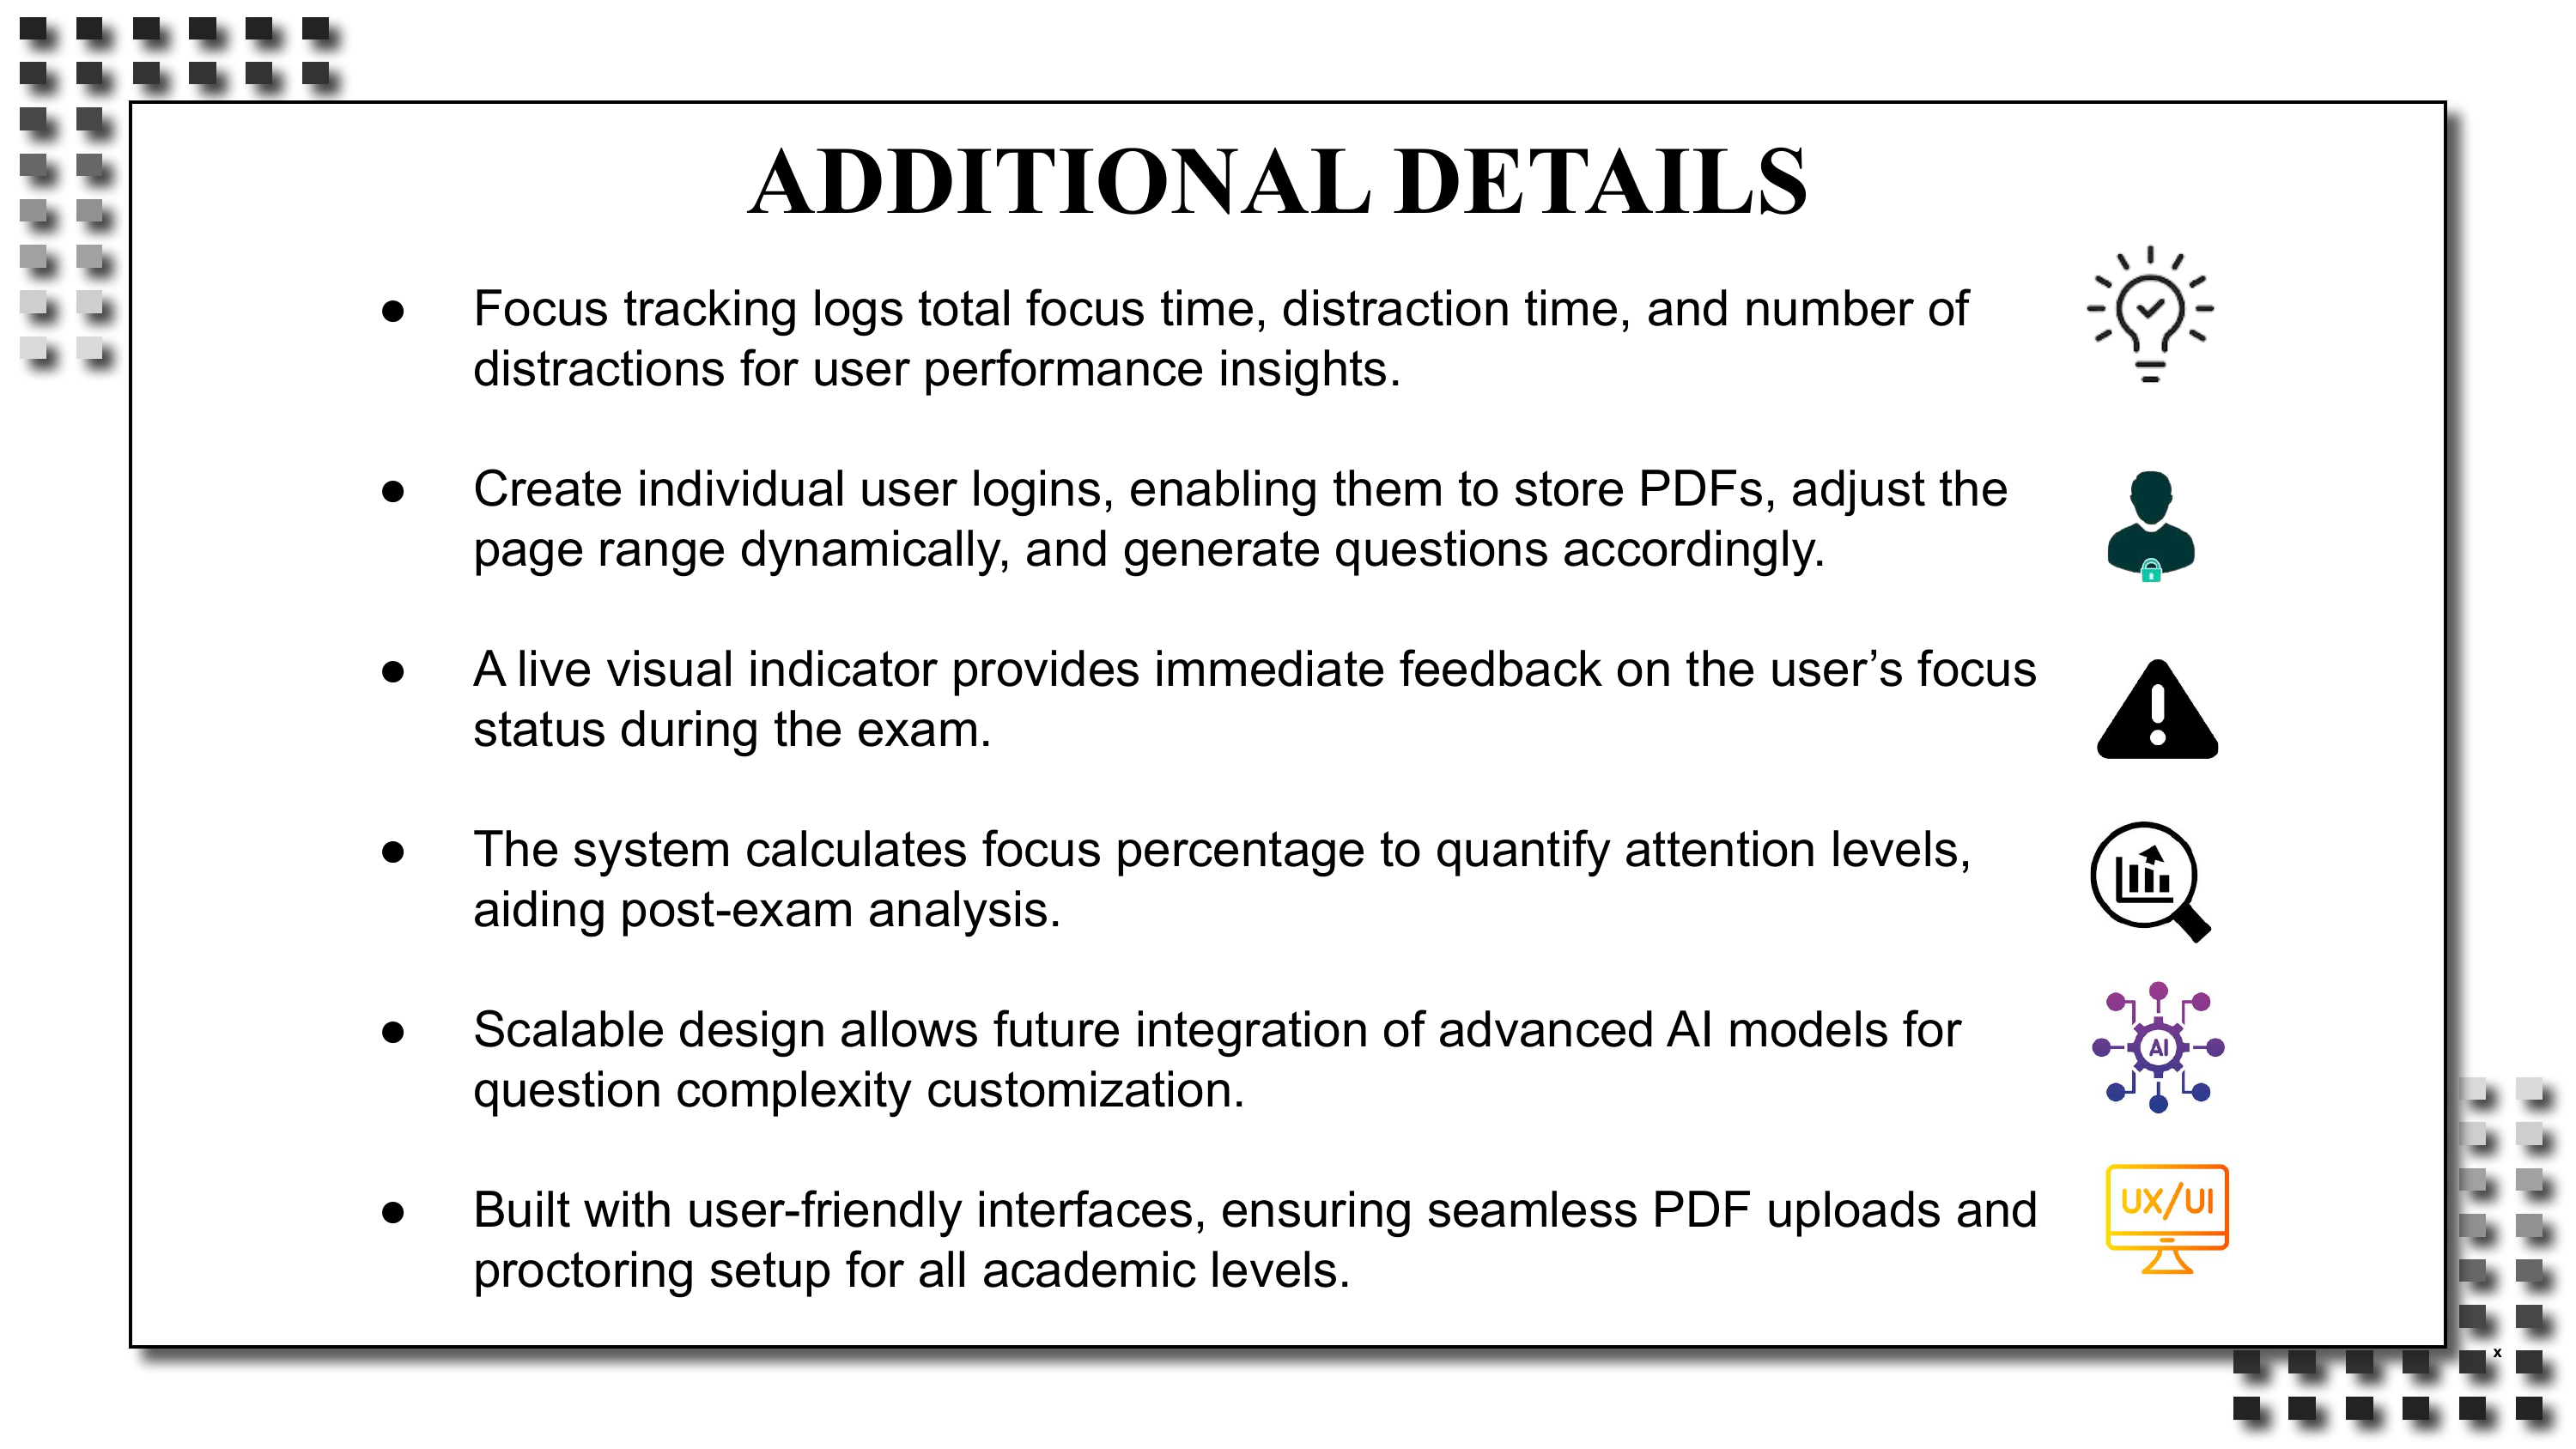 ADDITIONAL DETAILS
● Focus tracking logs total focus time, distraction time, and number of
distractions for user performance insights.
● Create individual user logins, enabling them to store PDFs, adjust the
page range dynamically, and generate questions accordingly.
● A live visual indicator provides immediate feedback on the user’s focus
status during the exam.
● The system calculates focus percentage to quantify attention levels,
aiding post-exam analysis.
● Scalable design allows future integration of advanced AI models for
question complexity customization.
AI
● Built with user-friendly interfaces, ensuring seamless PDF uploads and
proctoring setup for all academic levels.
UX/UI
x